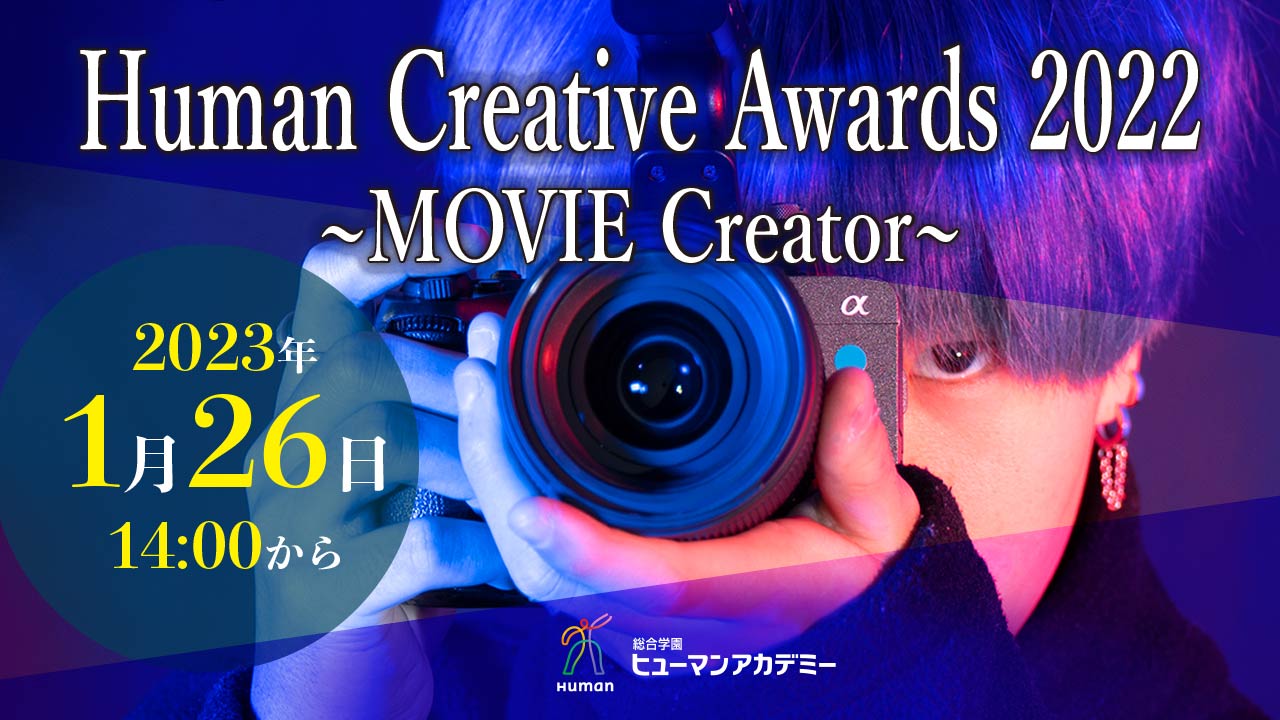 Human Creative Awards 2022
~MOVIE Creator~
2023年
1月26日
14:00から
α
総合学園
ヒューマンアカデミー
Human